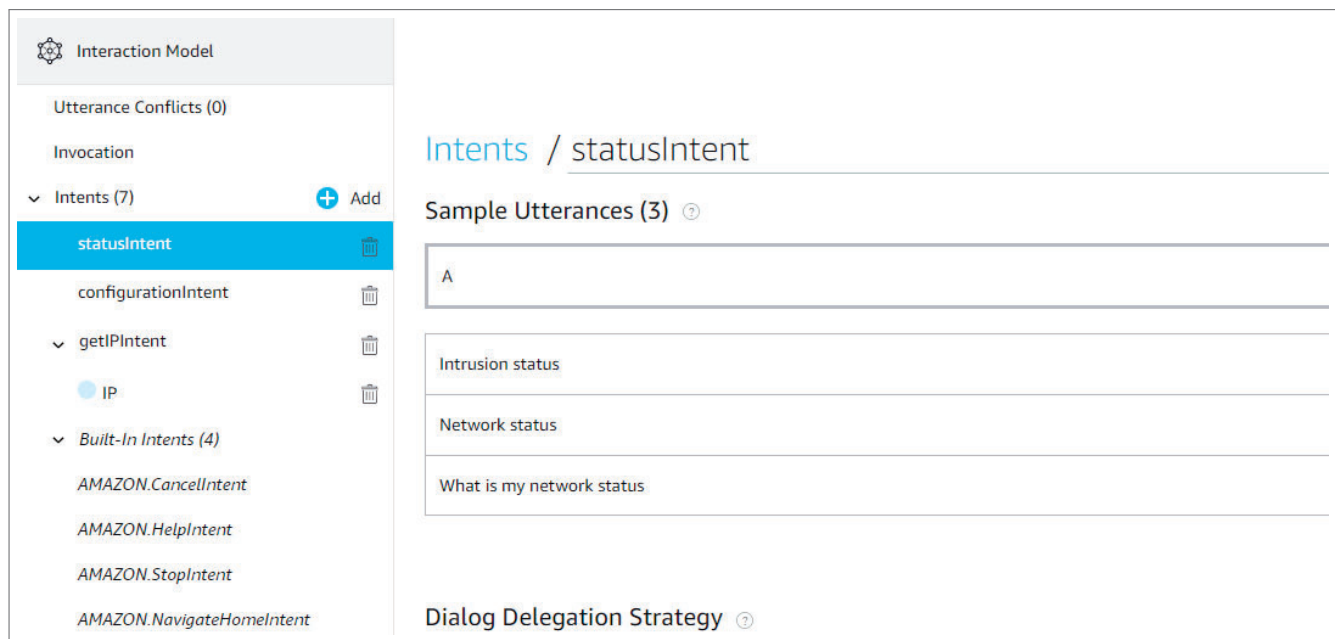 Interaction Model
Utterance Conflicts (0)
Invocation
Intents (7)
Add
statusIntent
configurationIntent
getIPIntent
IP
Built-In Intents (4)
AMAZON.CancelIntent
AMAZON.HelpIntent
AMAZON.StopIntent
AMAZON.NavigateHomeIntent
Intents / statusIntent
Sample Utterances (3) ?
A
Intrusion status
Network status
What is my network status
Dialog Delegation Strategy ?